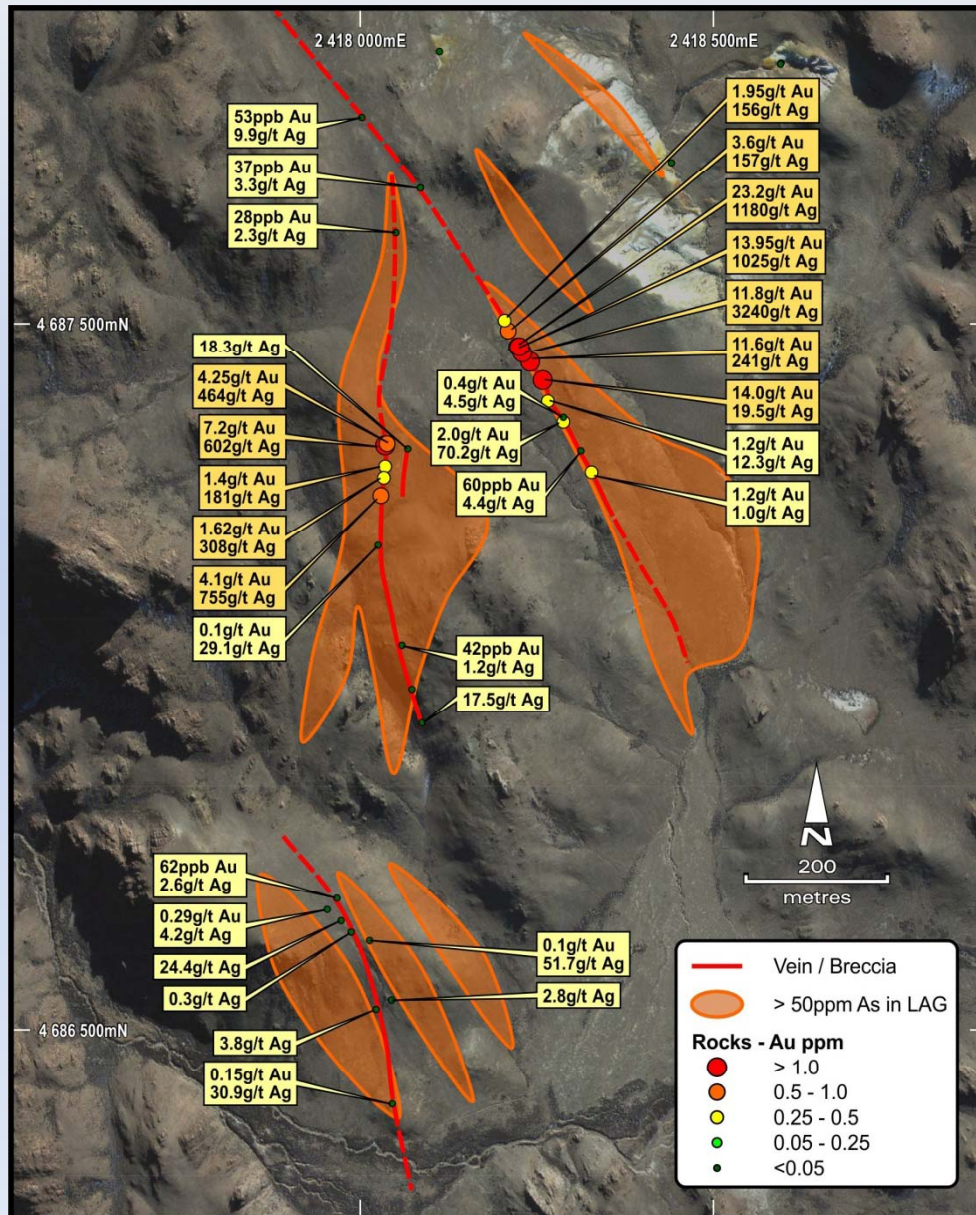 2 418 000mE
2 418 500mE
4 687 500mN
4 686 500mN
53ppb Au
9.9g/t Ag
37ppb Au
3.3g/t Ag
28ppb Au
2.3g/t Ag
1.95g/t Au
156g/t Ag
3.6g/t Au
157g/t Ag
23.2g/t Au
1180g/t Ag
13.95g/t Au
1025g/t Ag
11.8g/t Au
3240g/t Ag
11.6g/t Au
241g/t Ag
14.0g/t Au
19.5g/t Ag
1.2g/t Au
12.3g/t Ag
1.2g/t Au
1.0g/t Ag
0.4g/t Au
4.5g/t Ag
2.0g/t Au
70.2g/t Ag
60ppb Au
4.4g/t Ag
18.3g/t Ag
4.25g/t Au
464g/t Ag
7.2g/t Au
602g/t Ag
1.4g/t Au
181g/t Ag
1.62g/t Au
308g/t Ag
4.1g/t Au
755g/t Ag
0.1g/t Au
29.1g/t Ag
42ppb Au
1.2g/t Ag
17.5g/t Ag
62ppb Au
2.6g/t Ag
0.29g/t Au
4.2g/t Ag
24.4g/t Ag
0.3g/t Ag
3.8g/t Ag
0.15g/t Au
30.9g/t Ag
0.1g/t Au
51.7g/t Ag
2.8g/t Ag
N
200
metres
Vein / Breccia
> 50ppm As in LAG
Rocks - Au ppm
> 1.0
0.5 - 1.0
0.25 - 0.5
0.05 - 0.25
<0.05